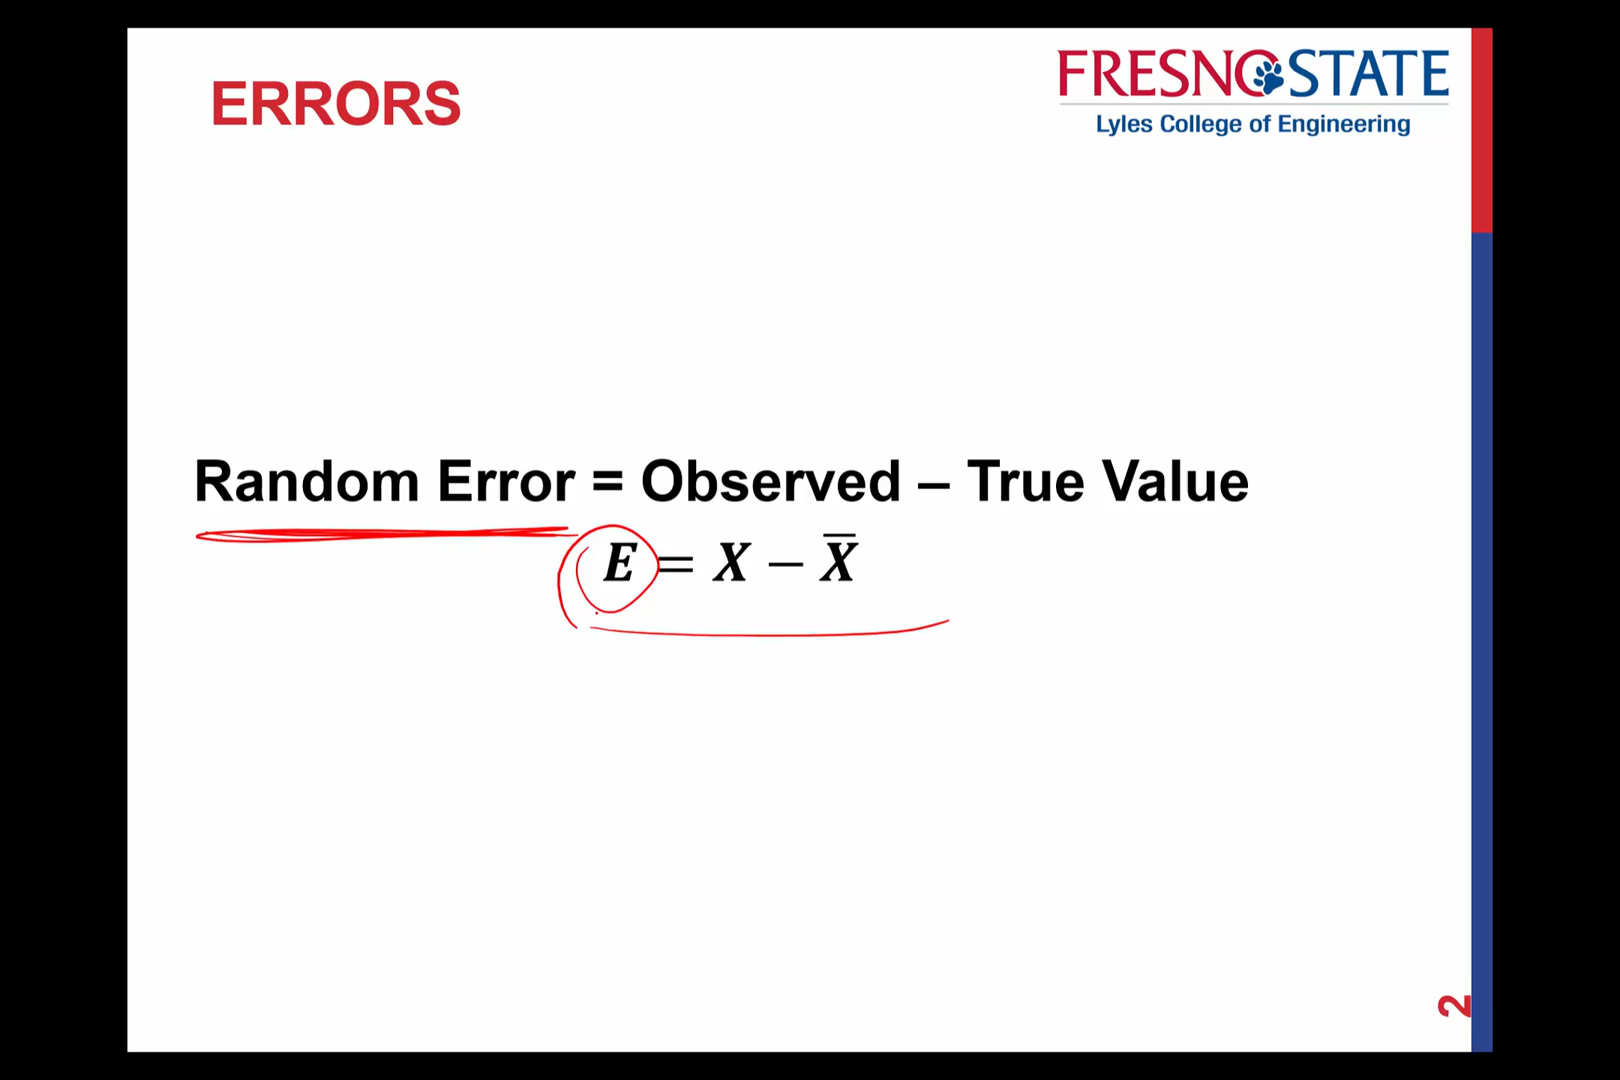 ERRORS
FRESNO STATE
Lyles College of Engineering
Random Error = Observed – True Value
E = X – X̄
2